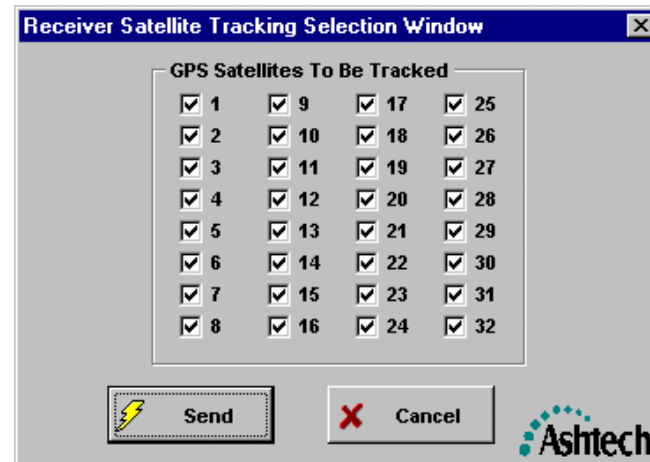 Receiver Satellite Tracking Selection Window
GPS Satellites To Be Tracked
1 9 17 25
2 10 18 26
3 11 19 27
4 12 20 28
5 13 21 29
6 14 22 30
7 15 23 31
8 16 24 32
Send Cancel
Ashtech